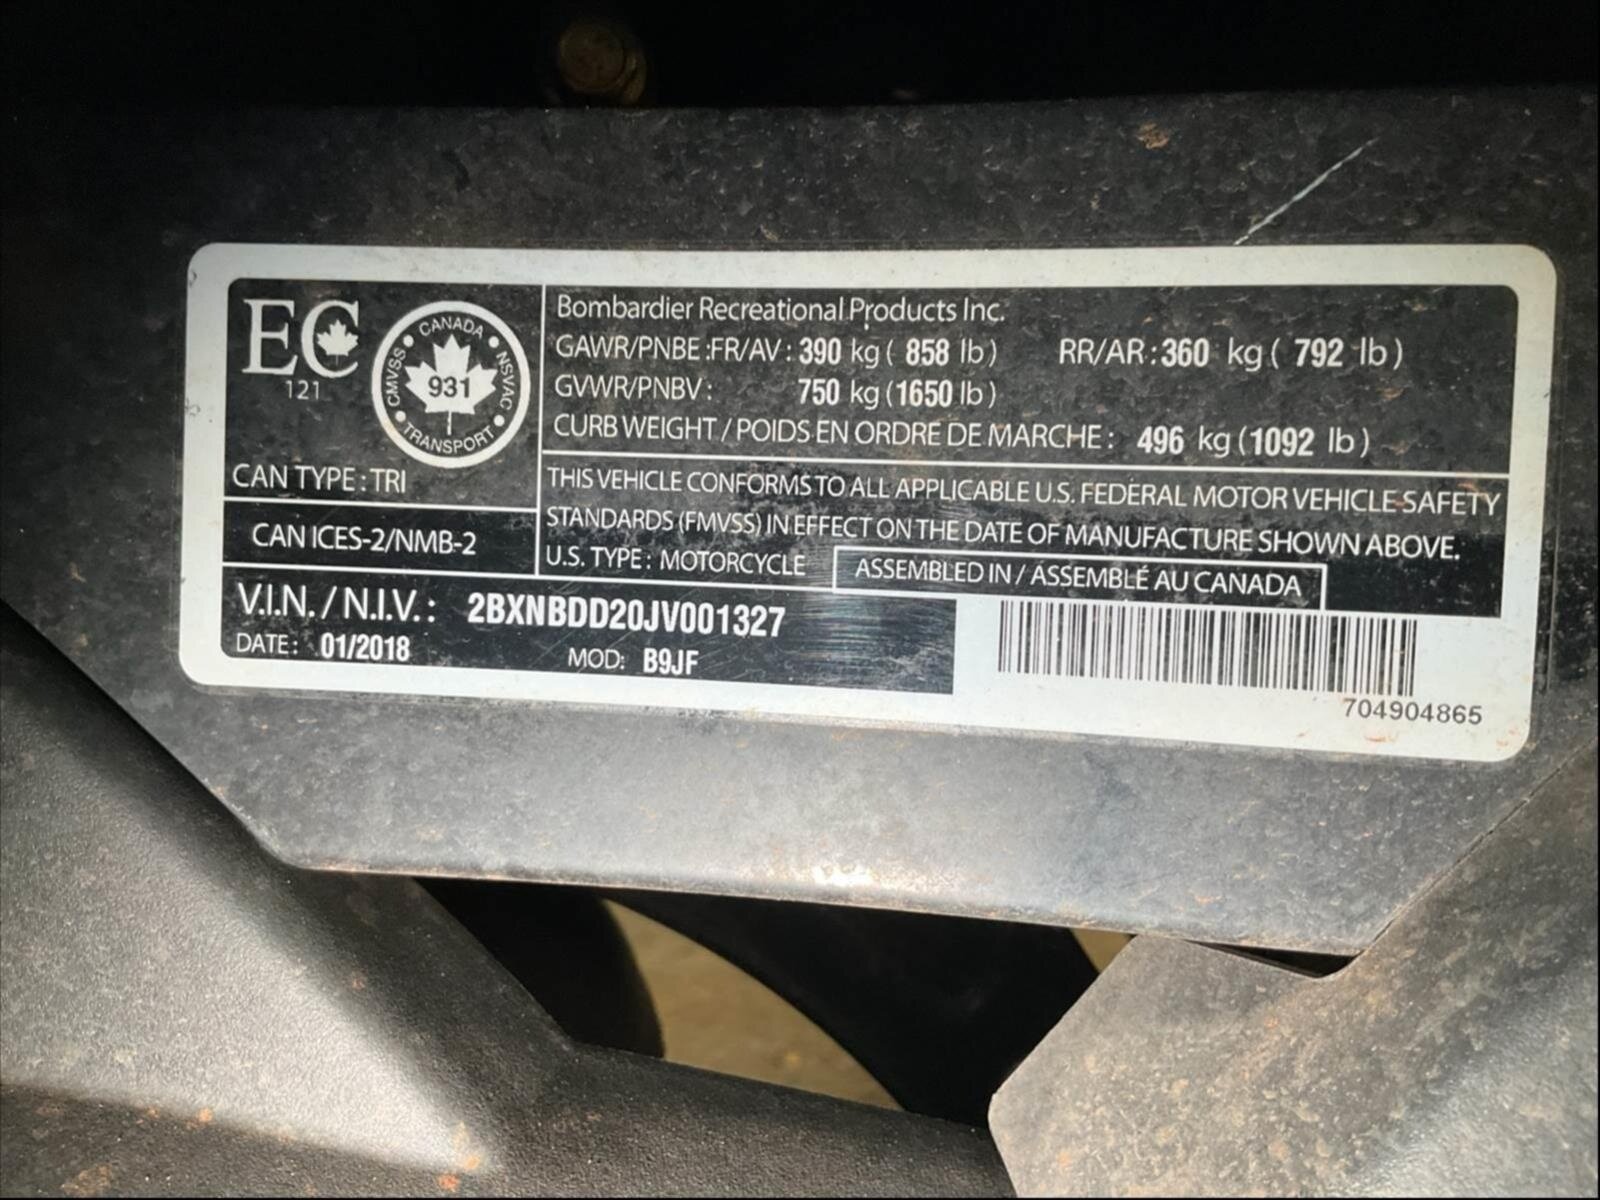 EC
121
CANADA
CMVSS
931
NSVAC
TRANSPORT
CAN TYPE : TRI
CAN ICES-2/NMB-2
Bombardier Recreational Products Inc.
GAWR/PNBE :FR/AV : 390 kg ( 858 lb) RR/AR : 360 kg ( 792 lb)
GVWR/PNBV : 750 kg (1650 lb)
CURB WEIGHT / POIDS EN ORDRE DE MARCHE : 496 kg (1092 lb)
THIS VEHICLE CONFORMS TO ALL APPLICABLE U.S. FEDERAL MOTOR VEHICLE SAFETY
STANDARDS (FMVSS) IN EFFECT ON THE DATE OF MANUFACTURE SHOWN ABOVE.
U.S. TYPE : MOTORCYCLE ASSEMBLED IN / ASSEMBLÉ AU CANADA
V.I.N. / N.I.V. : 2BXNBDD20JV001327
DATE : 01/2018 MOD: B9JF
704904865